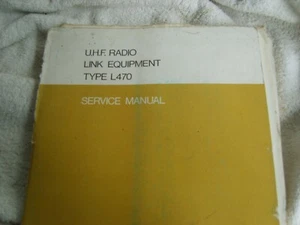 U.H.F. RADIO
LINK EQUIPMENT
TYPE L470
SERVICE MANUAL